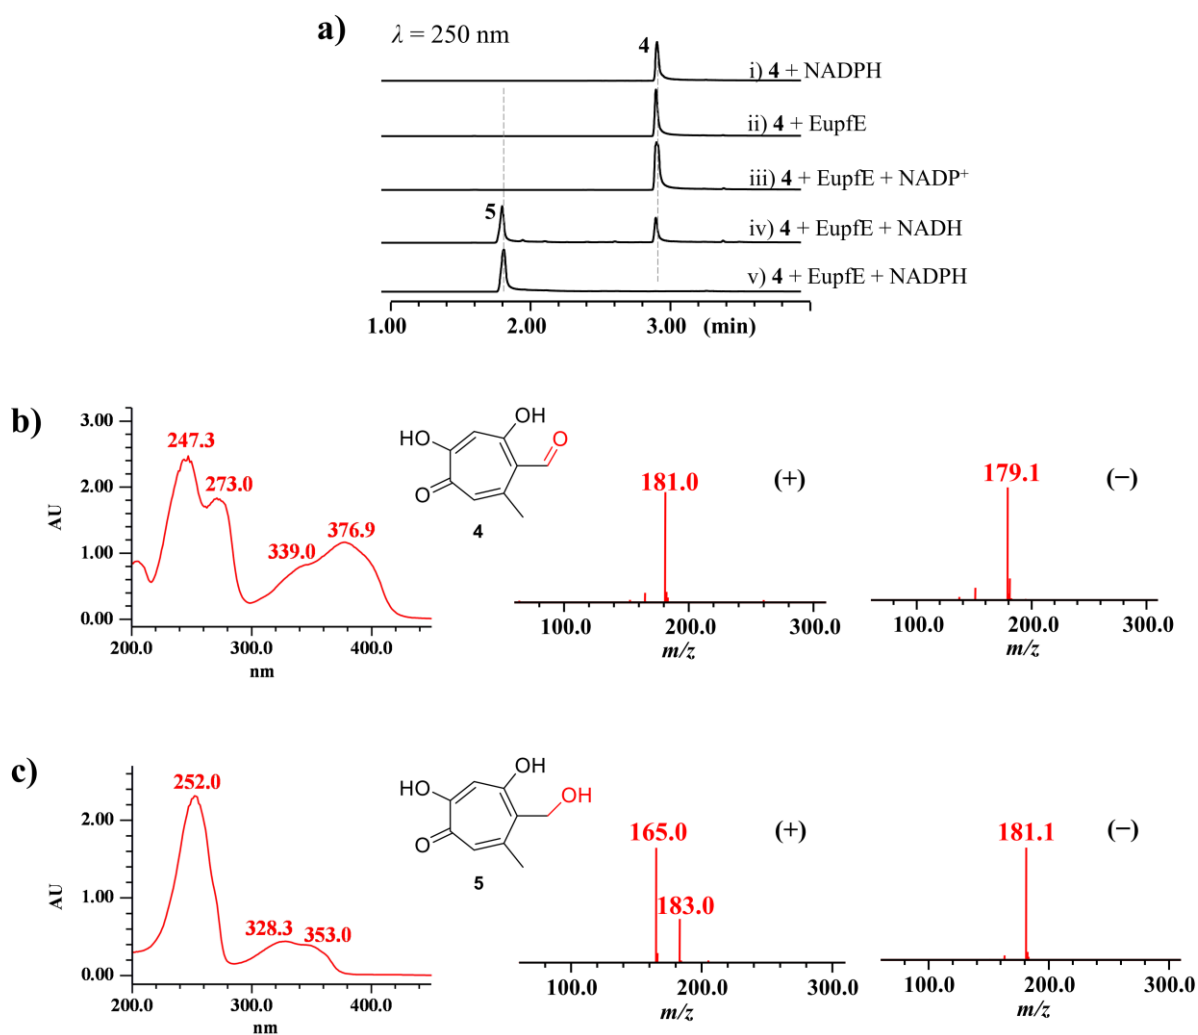 a)
λ = 250 nm
4
i) 4 + NADPH
ii) 4 + EupfE
iii) 4 + EupfE + NADP⁺
5
iv) 4 + EupfE + NADH
v) 4 + EupfE + NADPH
1.00 2.00 3.00 (min)
b)
3.00
2.00
1.00
0.00
AU
247.3
273.0
339.0
376.9
200.0 300.0 400.0
nm
OH
HO
O
O
4
181.0
(+)
100.0 200.0 300.0
m/z
179.1
(−)
100.0 200.0 300.0
m/z
c)
2.00
1.00
0.00
AU
252.0
328.3
353.0
200.0 300.0 400.0
nm
OH
HO
OH
O
5
165.0
183.0
(+)
100.0 200.0 300.0
m/z
181.1
(−)
100.0 200.0 300.0
m/z